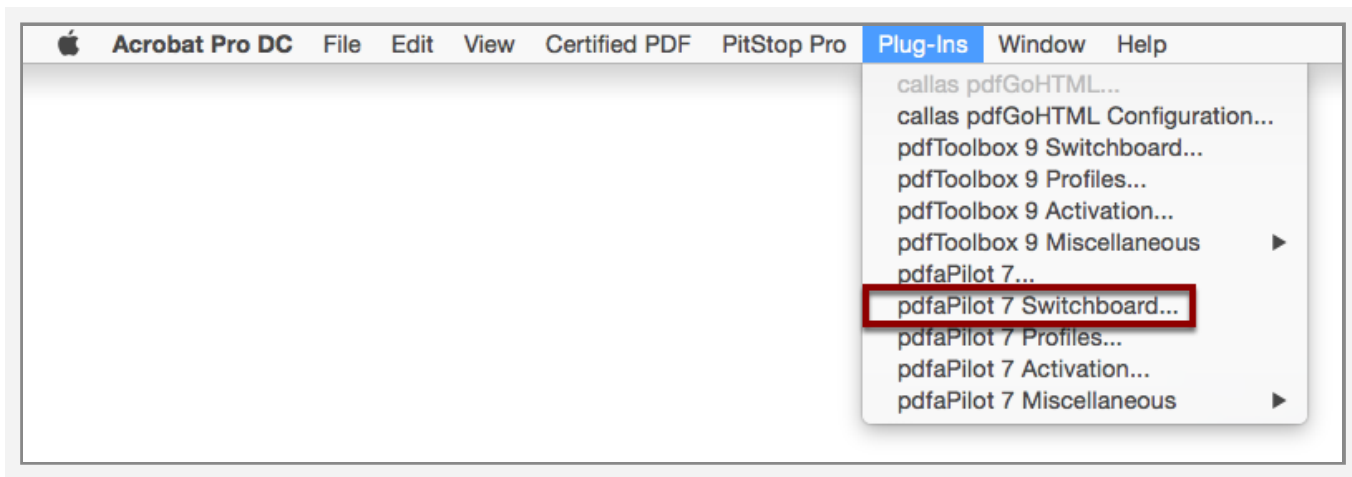 Acrobat Pro DC File Edit View Certified PDF PitStop Pro Plug-Ins Window Help
callas pdfGoHTML...
callas pdfGoHTML Configuration...
pdfToolbox 9 Switchboard...
pdfToolbox 9 Profiles...
pdfToolbox 9 Activation...
pdfToolbox 9 Miscellaneous
pdfaPilot 7...
pdfaPilot 7 Switchboard...
pdfaPilot 7 Profiles...
pdfaPilot 7 Activation...
pdfaPilot 7 Miscellaneous